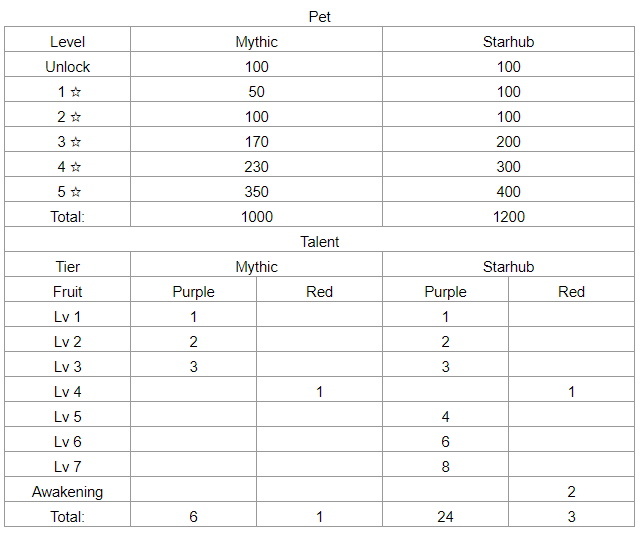 Pet
Level Mythic Starhub
Unlock 100 100
1 ☆ 50 100
2 ☆ 100 100
3 ☆ 170 200
4 ☆ 230 300
5 ☆ 350 400
Total: 1000 1200
Talent
Tier Mythic Starhub
Fruit Purple Red Purple Red
Lv 1 1 1
Lv 2 2 2
Lv 3 3 3
Lv 4 1 1
Lv 5 4
Lv 6 6
Lv 7 8
Awakening 2
Total: 6 1 24 3